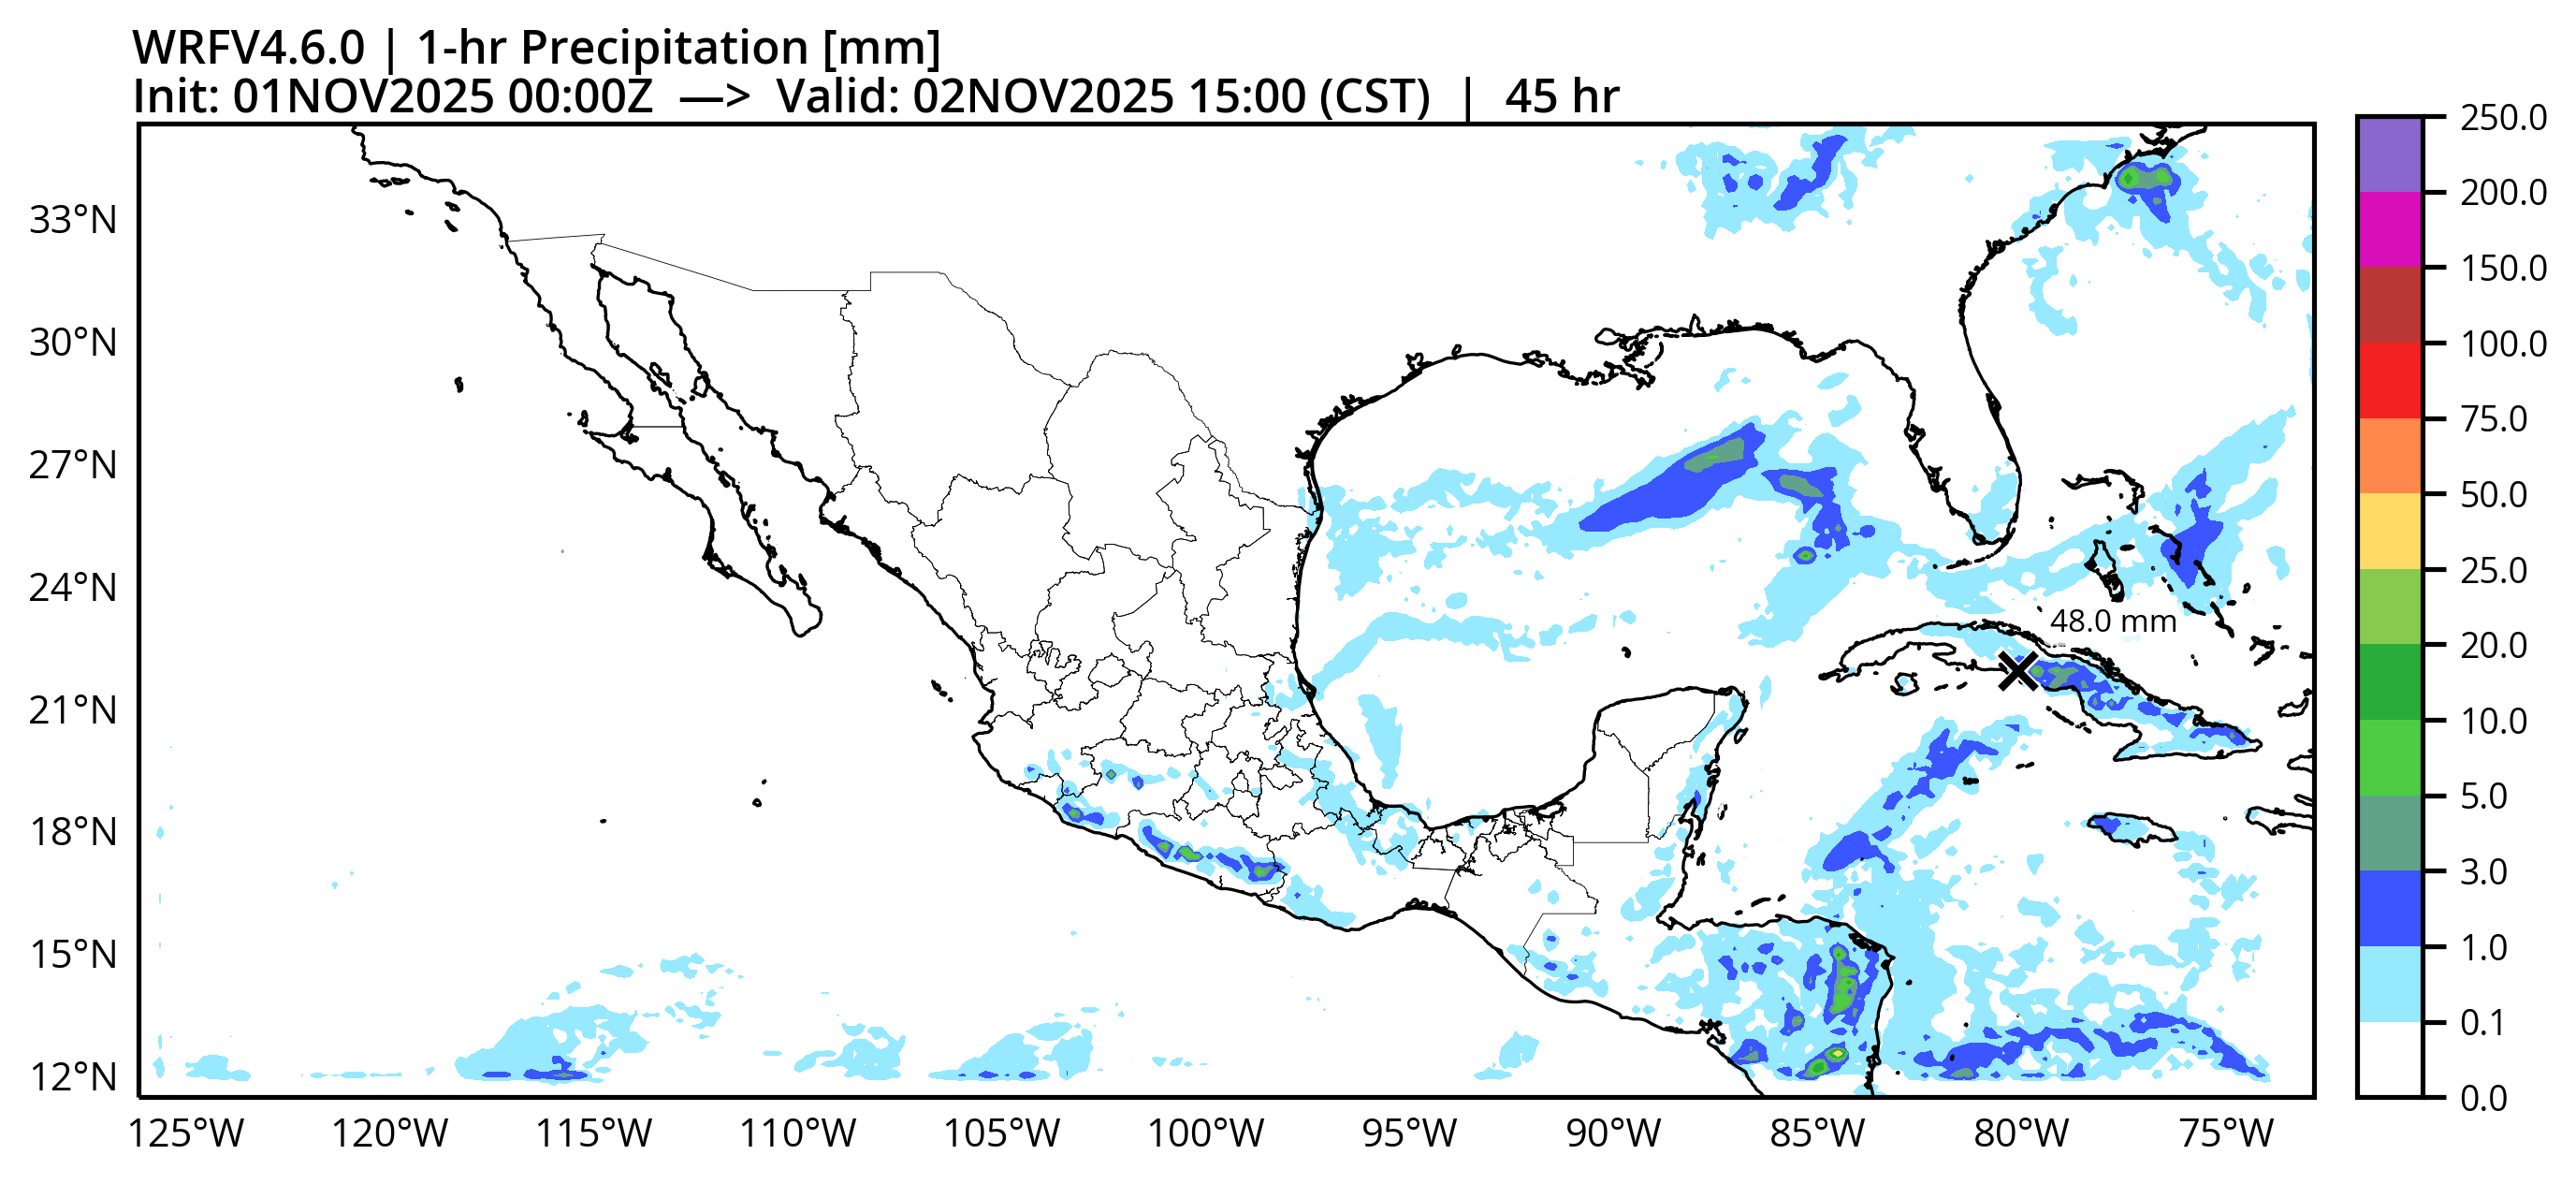 WRFV4.6.0 | 1-hr Precipitation [mm]
Init: 01NOV2025 00:00Z —> Valid: 02NOV2025 15:00 (CST) | 45 hr
250.0
200.0
150.0
100.0
75.0
50.0
25.0
20.0
10.0
5.0
3.0
1.0
0.1
0.0
33°N
30°N
27°N
24°N
21°N
18°N
15°N
12°N
48.0 mm
125°W 120°W 115°W 110°W 105°W 100°W 95°W 90°W 85°W 80°W 75°W